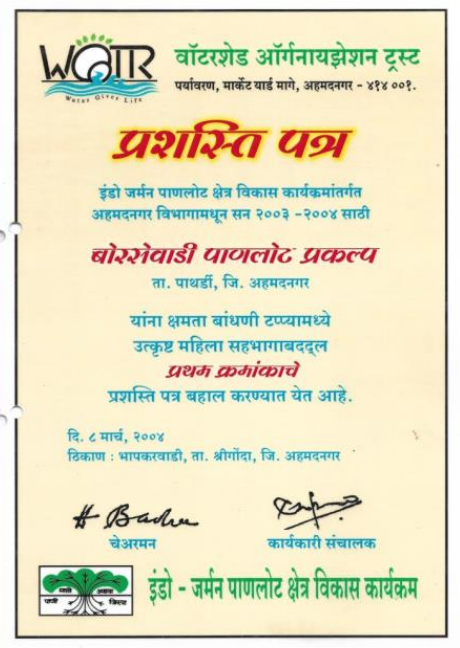 WOTR
Water Gives Life
वॉटरशेड ऑर्गनायझेशन ट्रस्ट
पर्यावरण, मार्केट यार्ड मागे, अहमदनगर - ४१४ ००१.
प्रशस्ति पत्र
इंडो जर्मन पाणलोट क्षेत्र विकास कार्यक्रमांतर्गत
अहमदनगर विभागामधून सन २००३ -२००४ साठी
बोरसेवाडी पाणलोट प्रकल्प
ता. पाथर्डी, जि. अहमदनगर
यांना क्षमता बांधणी टप्प्यामध्ये
उत्कृष्ट महिला सहभागाबद्दल
प्रथम क्रमांकाचे
प्रशस्ति पत्र बहाल करण्यात येत आहे.
दि. ८ मार्च, २००४
ठिकाण : भापकरवाडी, ता. श्रीगोंदा, जि. अहमदनगर
चेअरमन
कार्यकारी संचालक
माती
पाणी
इंडो - जर्मन पाणलोट क्षेत्र विकास कार्यक्रम